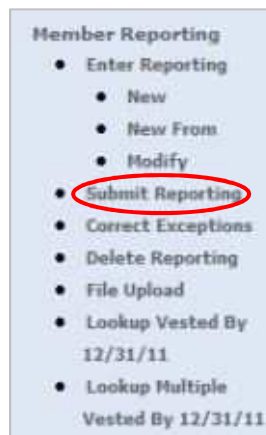 Member Reporting
Enter Reporting
New
New From
Modify
Submit Reporting
Correct Exceptions
Delete Reporting
File Upload
Lookup Vested By
12/31/11
Lookup Multiple
Vested By 12/31/11